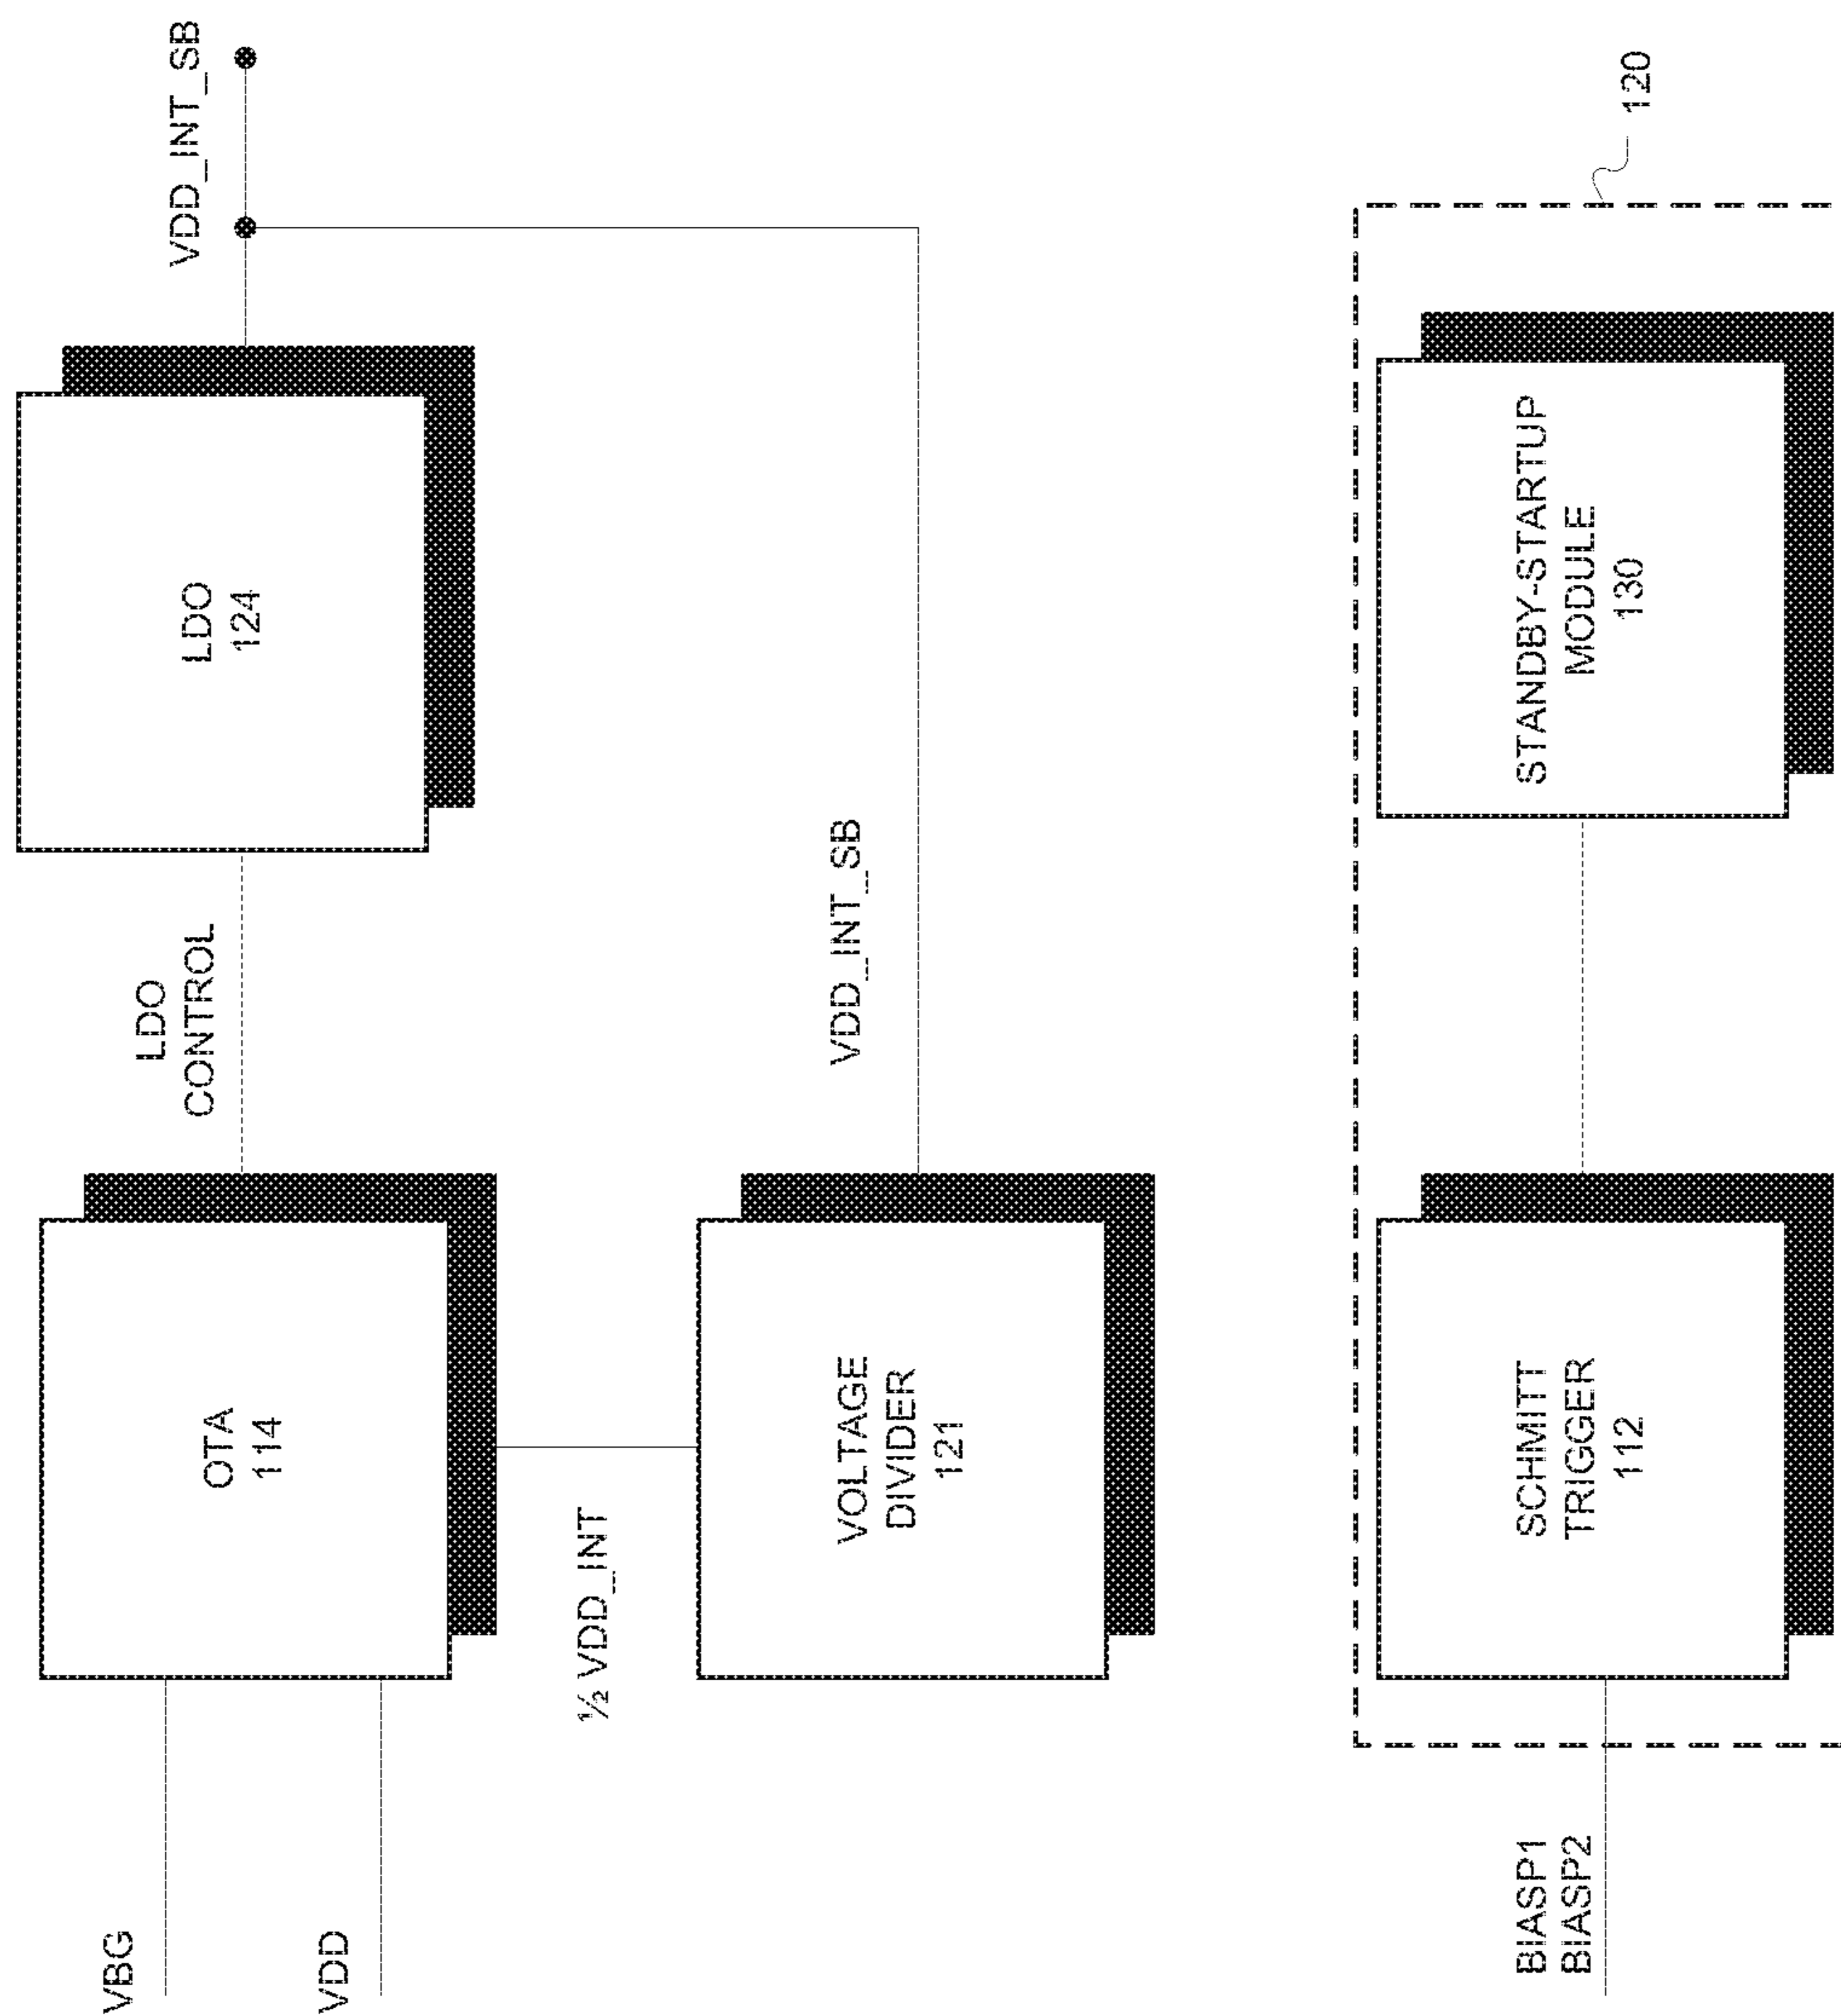 VBG
VDD
OTA
114
LDO
CONTROL
LDO
124
VDD_INT_SB
½ VDD_INT
VOLTAGE
DIVIDER
121
VDD_INT_SB
BIASP1
BIASP2
SCHMITT
TRIGGER
112
STANDBY-STARTUP
MODULE
130
120